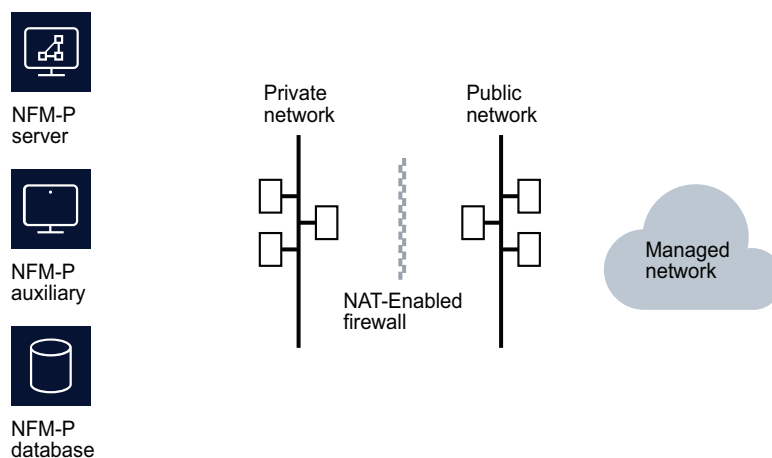 NFM-P
server
NFM-P
auxiliary
NFM-P
database
Private
network
Public
network
NAT-Enabled
firewall
Managed
network